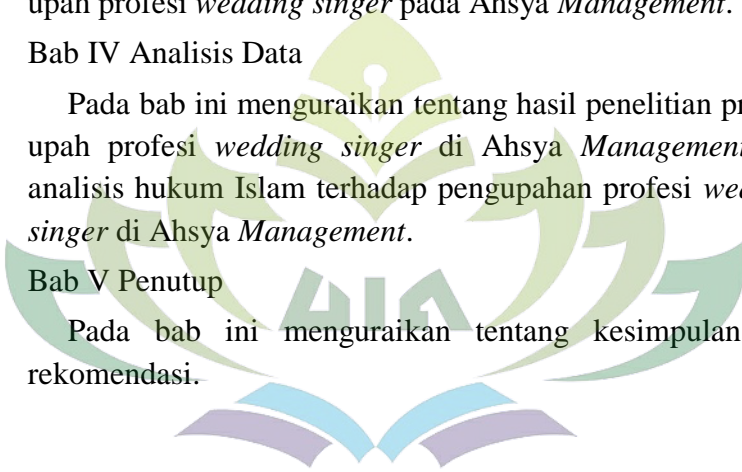 upah profesi wedding singer pada Ahsya Management.
Bab IV Analisis Data
Pada bab ini menguraikan tentang hasil penelitian
upah profesi wedding singer di Ahsya Management
analisis hukum Islam terhadap pengupahan profesi
singer di Ahsya Management.
Bab V Penutup
Pada bab ini menguraikan tentang kesimpulan
rekomendasi.
UIN